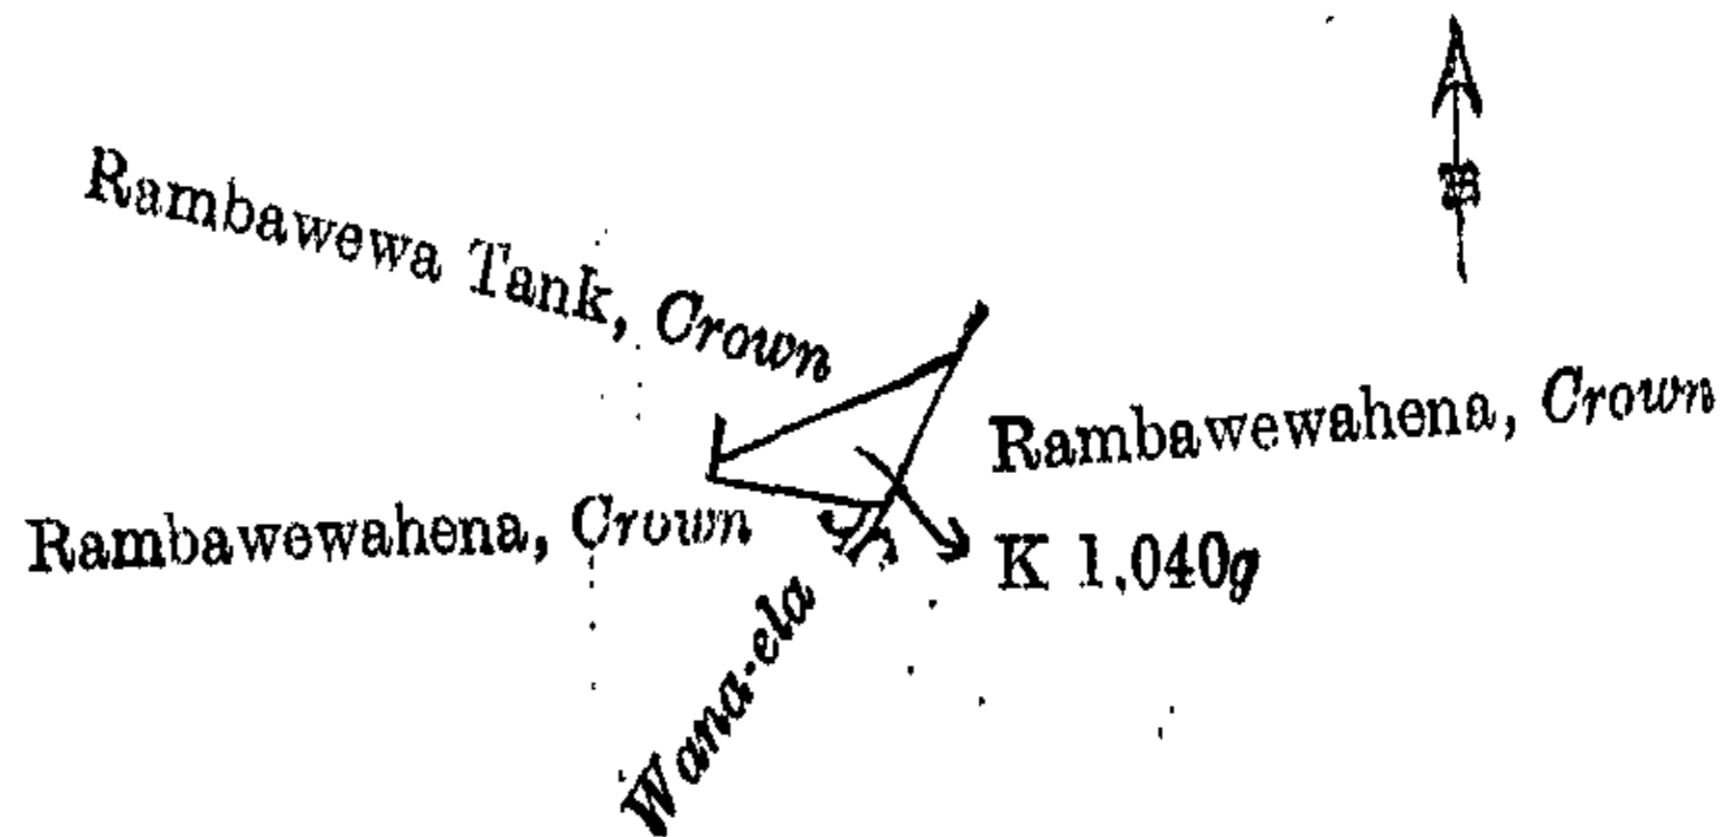 Rambawewa Tank, Crown
Rambawewahena, Crown
Rambawewahena, Crown
K 1,040g
Wana-ela